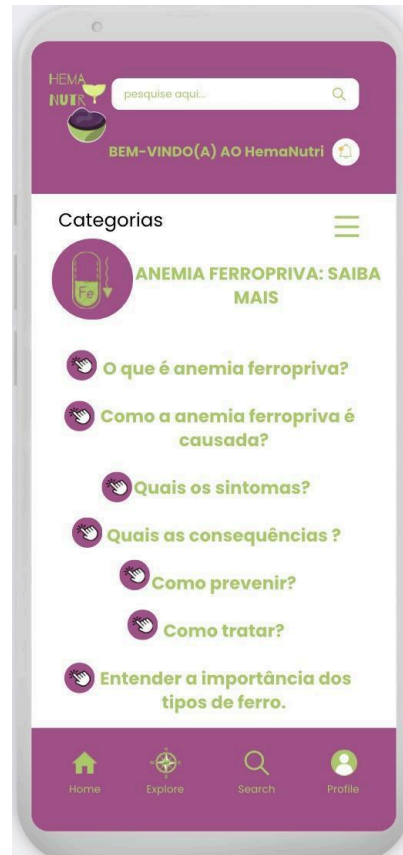 HEMA
NUTR
pesquise aqui...
BEM-VINDO(A) AO HemaNutri
Categorias
Fe
ANEMIA FERROPRIVA: SAIBA
MAIS
O que é anemia ferropriva?
Como a anemia ferropriva é
causada?
Quais os sintomas?
Quais as consequências ?
Como prevenir?
Como tratar?
Entender a importância dos
tipos de ferro.
Home Explore Search Profile